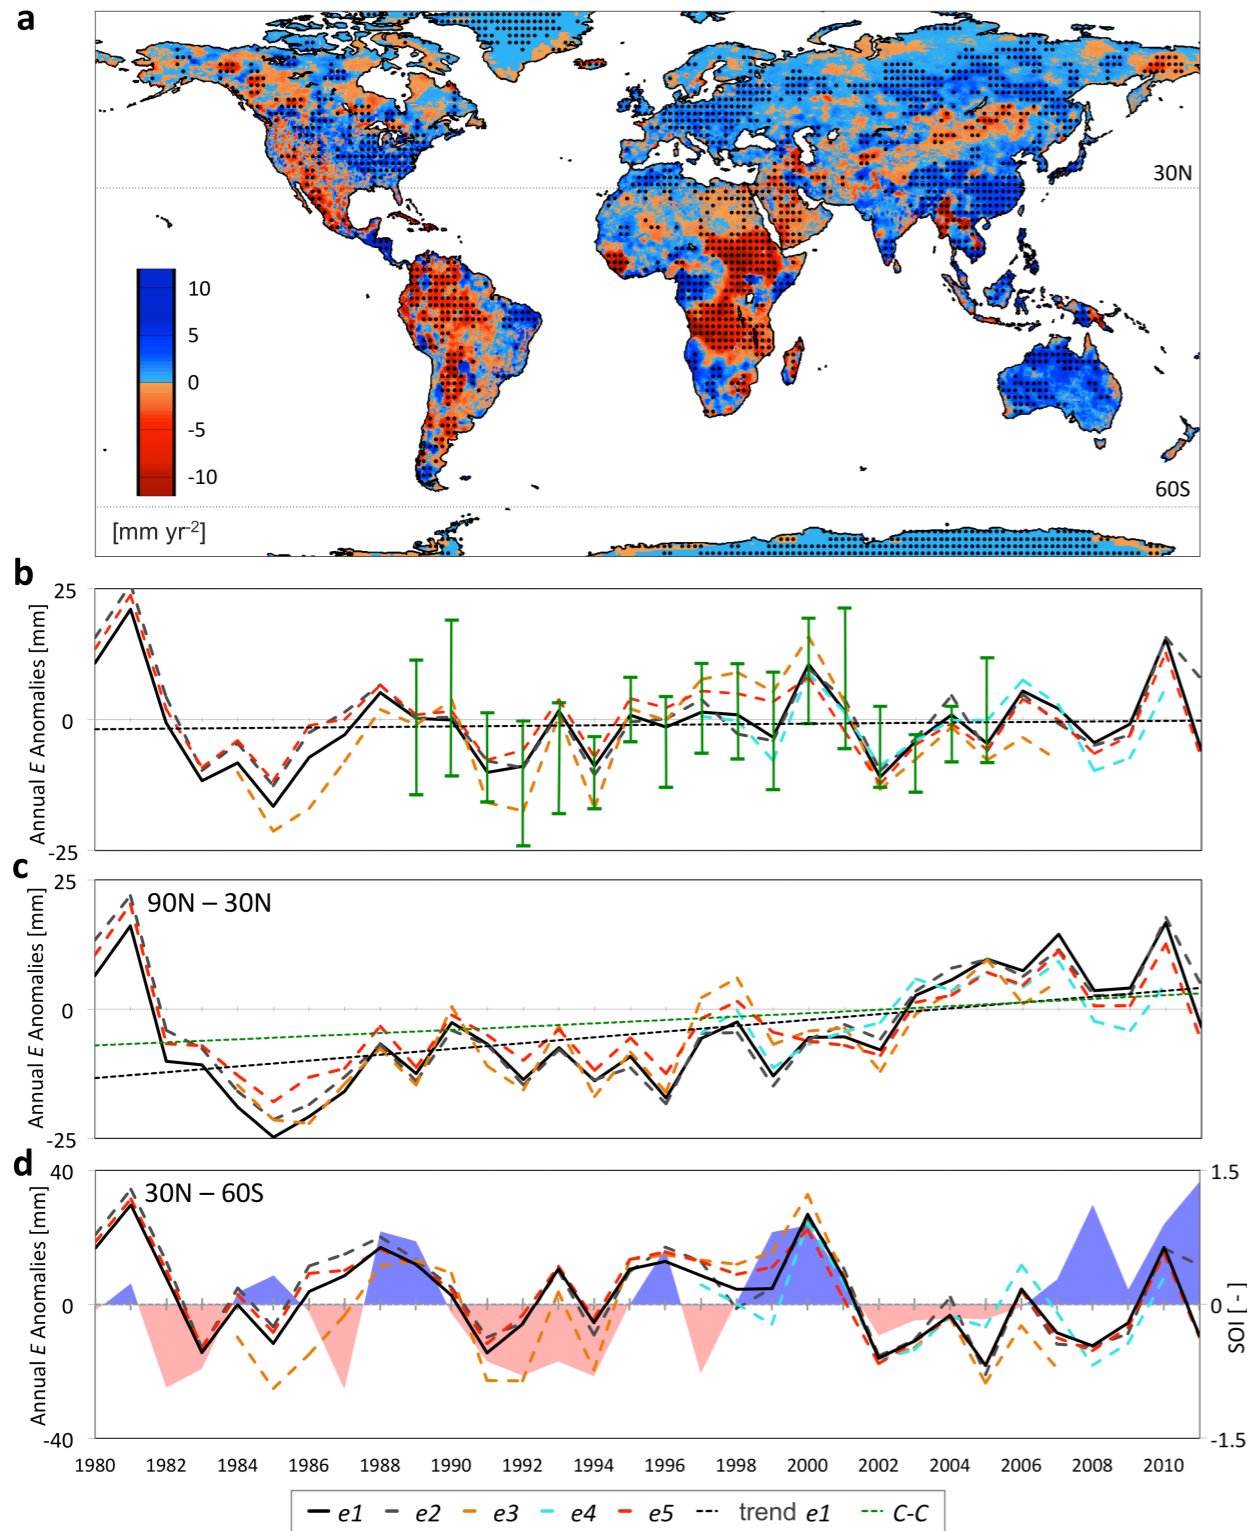 a
30N
10
5
0
-5
-10
60S
[mm yr-2]
b
25
0
-25
Annual E Anomalies [mm]
c
25
90N – 30N
0
-25
Annual E Anomalies [mm]
d
40
30N – 60S
1.5
0
0
-40
-1.5
Annual E Anomalies [mm]
SOI [ - ]
1980 1982 1984 1986 1988 1990 1992 1994 1996 1998 2000 2002 2004 2006 2008 2010
e1 e2 e3 e4 e5 trend e1 C-C